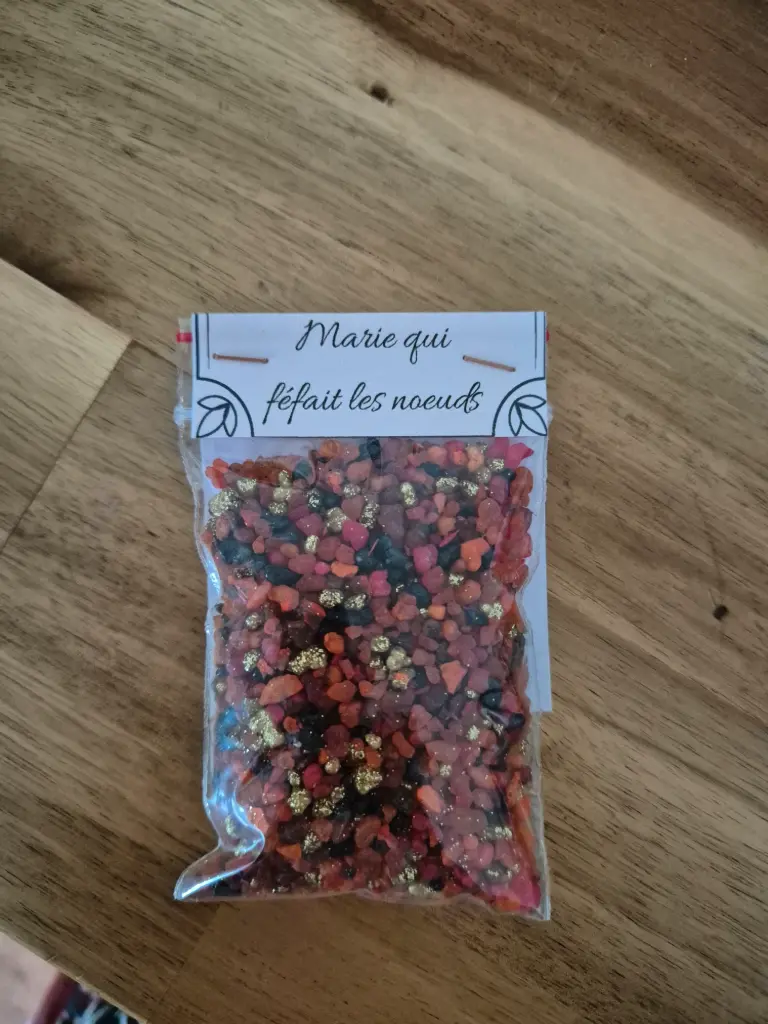 Marie qui
féfait les noeuds